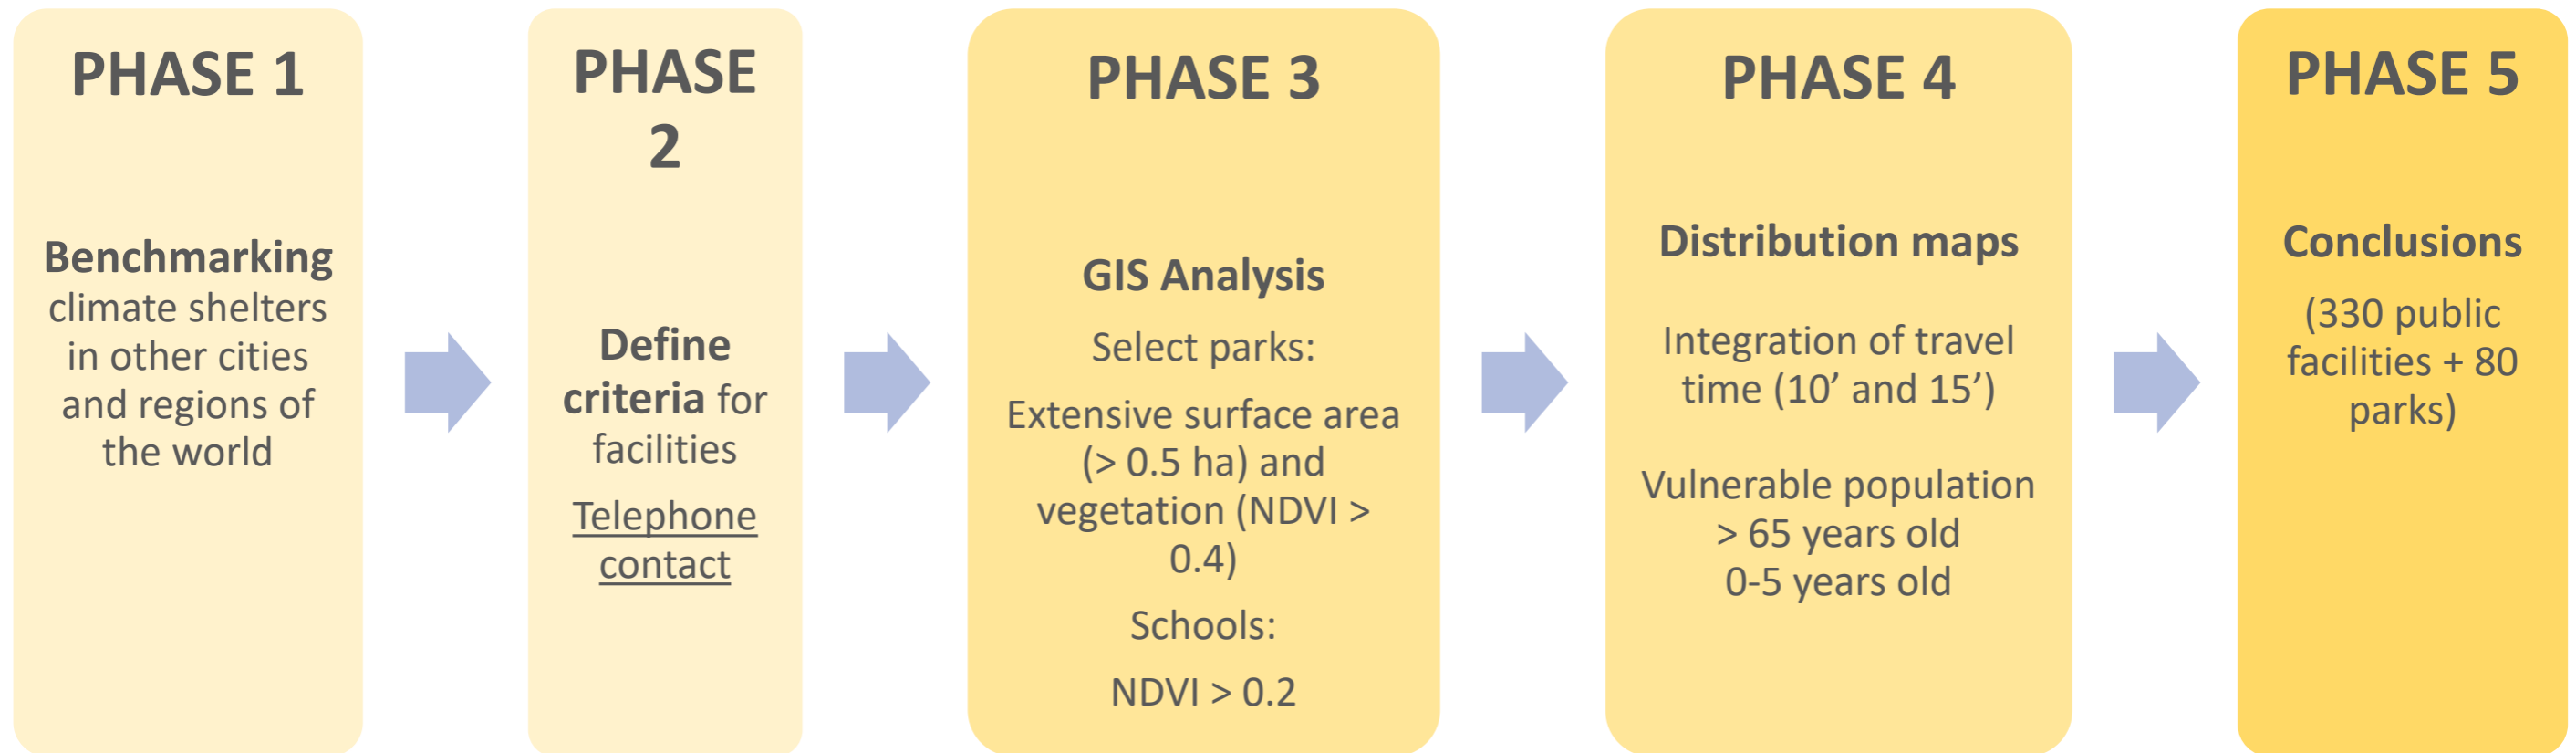 PHASE 1
Benchmarking
climate shelters
in other cities
and regions of
the world
PHASE
2
Define
criteria for
facilities
Telephone
contact
PHASE 3
GIS Analysis
Select parks:
Extensive surface area
(> 0.5 ha) and
vegetation (NDVI >
0.4)
Schools:
NDVI > 0.2
PHASE 4
Distribution maps
Integration of travel
time (10’ and 15’)
Vulnerable population
> 65 years old
0-5 years old
PHASE 5
Conclusions
(330 public
facilities + 80
parks)